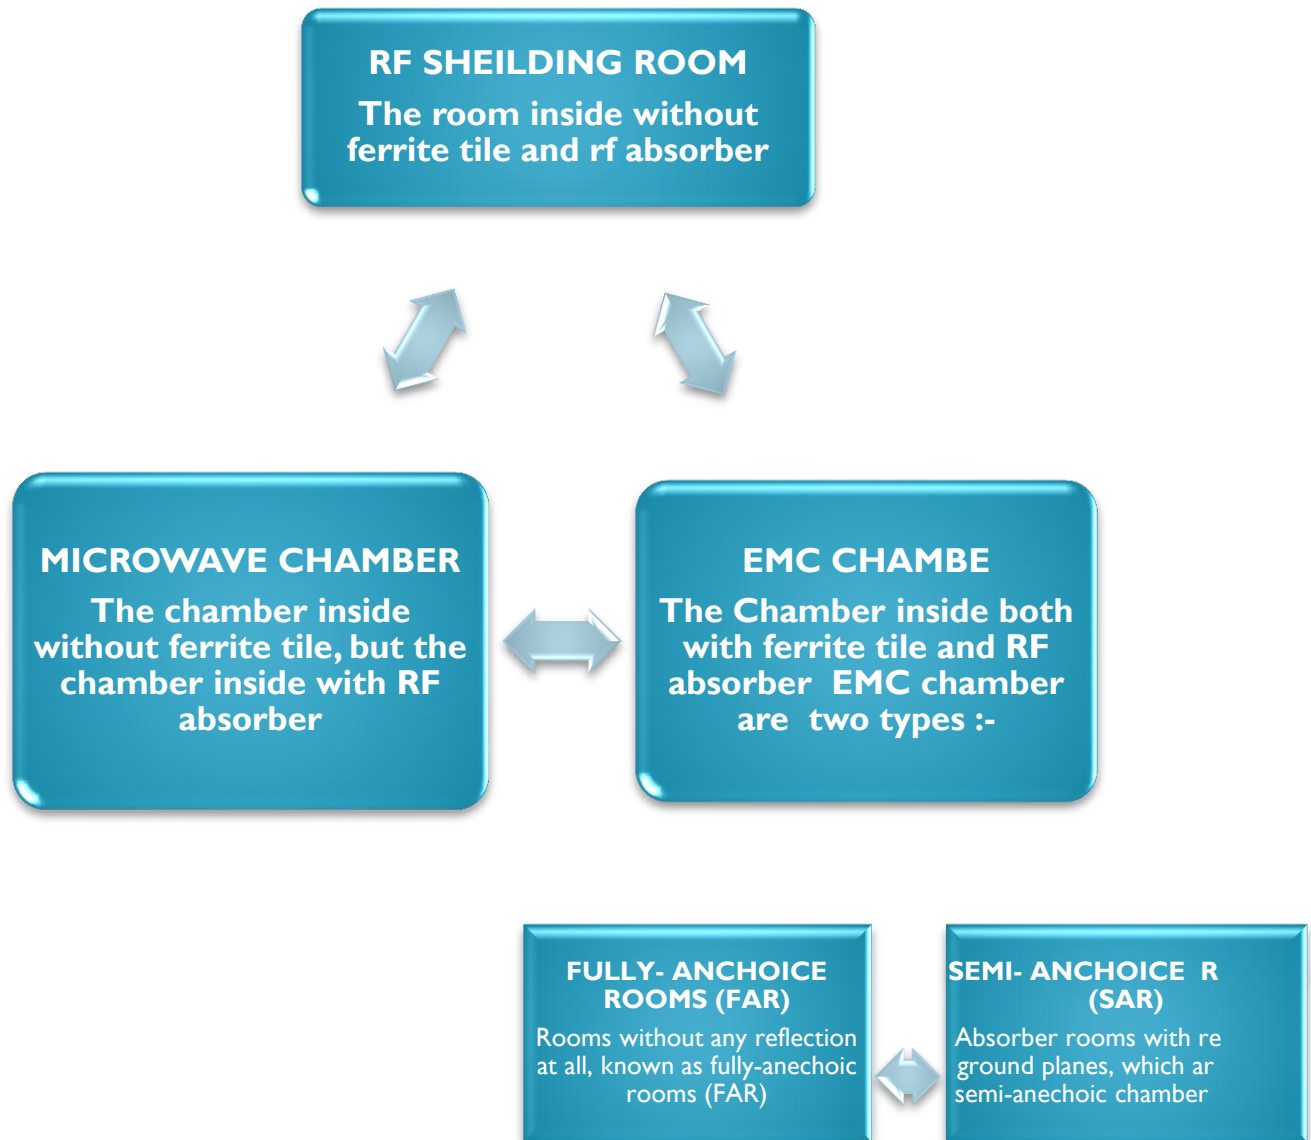 RF SHEILDING ROOM
The room inside without
ferrite tile and rf absorber
MICROWAVE CHAMBER
The chamber inside
without ferrite tile, but the
chamber inside with RF
absorber
EMC CHAMBE
The Chamber inside both
with ferrite tile and RF
absorber EMC chamber
are two types :-
FULLY- ANCHOICE
ROOMS (FAR)
Rooms without any reflection
at all, known as fully-anechoic
rooms (FAR)
SEMI- ANCHOICE R
(SAR)
Absorber rooms with re
ground planes, which ar
semi-anechoic chamber